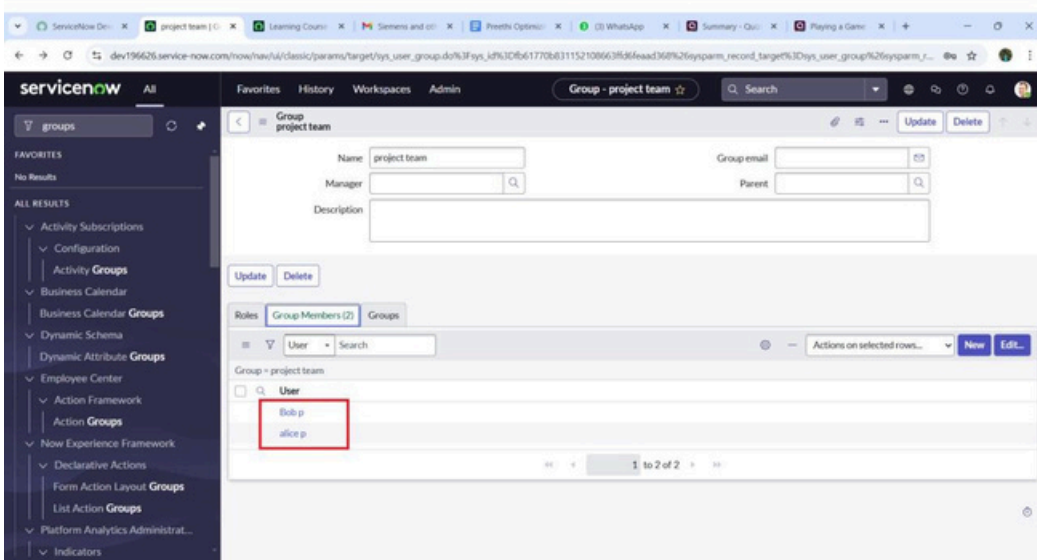 ServiceNow Dev
project team | G
Learning Course
Siemens and
Preethi Optimiz
(3) WhatsApp
Summary - Quiz
Playing a Game
servicenow All Favorites History Workspaces Admin Group - project team Search
groups
Group
project team
Update Delete
FAVORITES
No Results
ALL RESULTS
Activity Subscriptions
Configuration
Activity Groups
Business Calendar
Business Calendar Groups
Dynamic Schema
Dynamic Attribute Groups
Employee Center
Action Framework
Action Groups
Now Experience Framework
Declarative Actions
Form Action Layout Groups
List Action Groups
Platform Analytics Administrat...
Indicators
Name project team
Group email
Manager
Parent
Description
Update Delete
Roles Group Members (2) Groups
User Search Actions on selected rows... New Edit...
Group = project team
User
Bob p
alice p
1 to 2 of 2